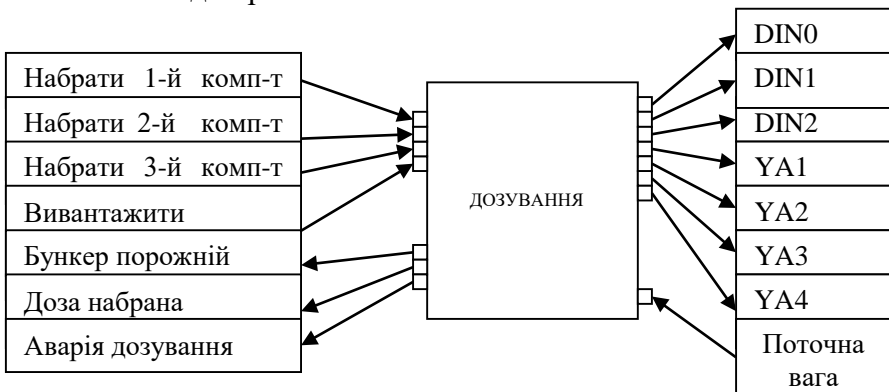 Набрати 1-й комп-т
Набрати 2-й комп-т
Набрати 3-й комп-т
Вивантажити
Бункер порожній
Доза набрана
Аварія дозування
ДОЗУВАННЯ
DIN0
DIN1
DIN2
YA1
YA2
YA3
YA4
Поточна
вага